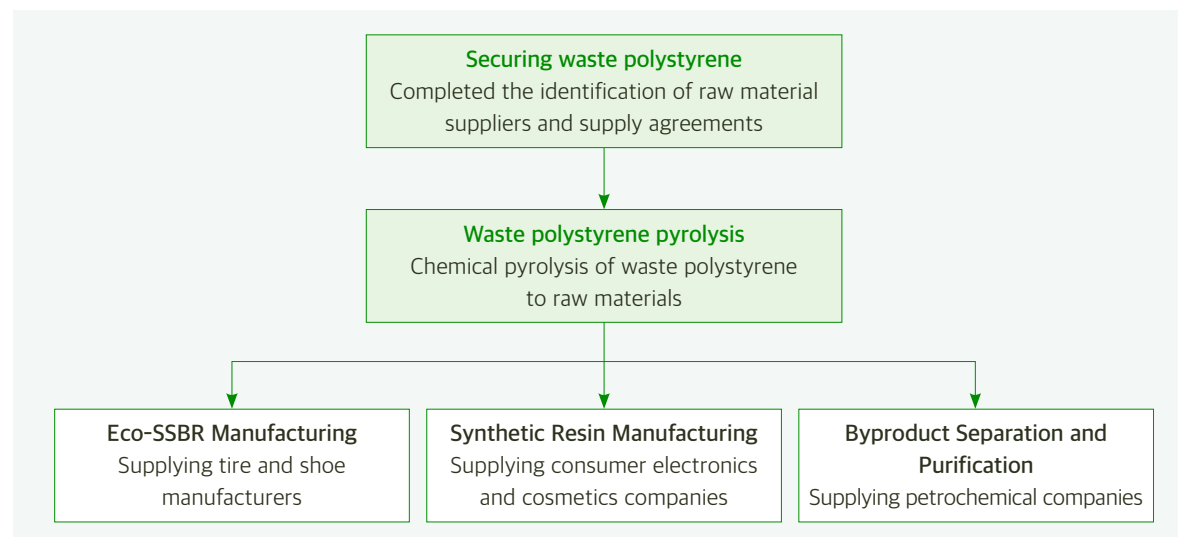 Securing waste polystyrene
Completed the identification of raw material
suppliers and supply agreements
Waste polystyrene pyrolysis
Chemical pyrolysis of waste polystyrene
to raw materials
Eco-SSBR Manufacturing
Supplying tire and shoe
manufacturers
Synthetic Resin Manufacturing
Supplying consumer electronics
and cosmetics companies
Byproduct Separation and
Purification
Supplying petrochemical companies